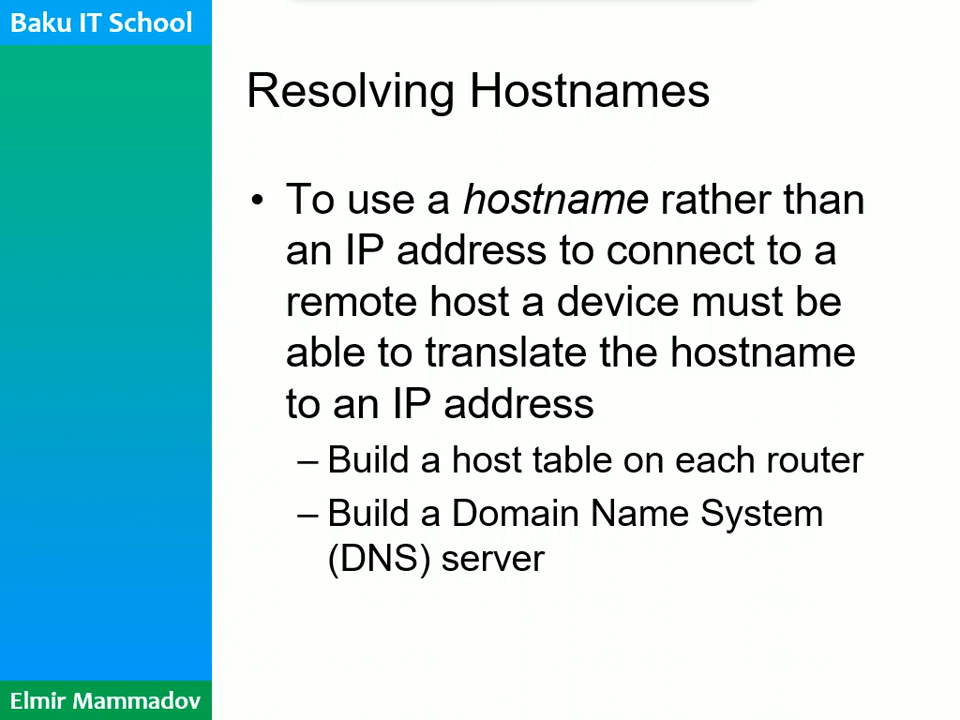 Baku IT School
Resolving Hostnames
• To use a hostname rather than
an IP address to connect to a
remote host a device must be
able to translate the hostname
to an IP address
– Build a host table on each router
– Build a Domain Name System
(DNS) server
Elmir Mammadov